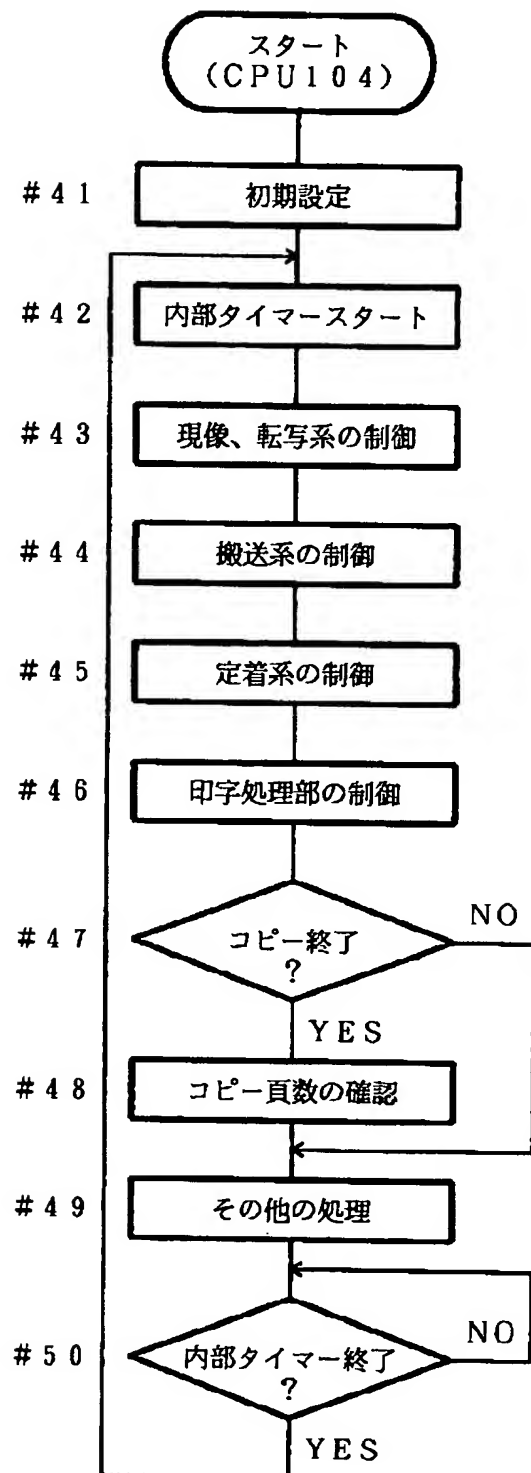 スタート
(CPU104)
#41 初期設定
#42 内部タイマースタート
#43 現像、転写系の制御
#44 搬送系の制御
#45 定着系の制御
#46 印字処理部の制御
#47 コピー終了 NO
?
YES
#48 コピー頁数の確認
#49 その他の処理
#50 内部タイマー終了 NO
?
YES